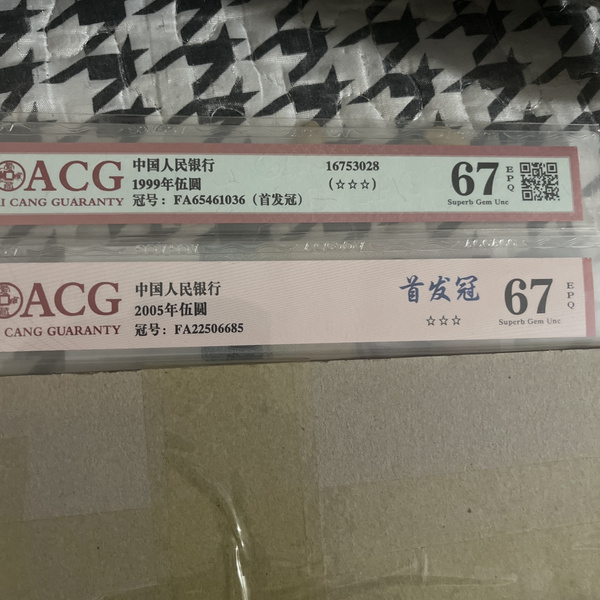 ACG
I CANG GUARANTY
中国人民银行
1999年伍圆
冠号：FA65461036（首发冠）
16753028
(☆☆☆)
67
EPQ
Superb Gem Unc
ACG
CANG GUARANTY
中国人民银行
2005年伍圆
冠号：FA22506685
首发冠
☆☆☆
67
EPQ
Superb Gem Unc